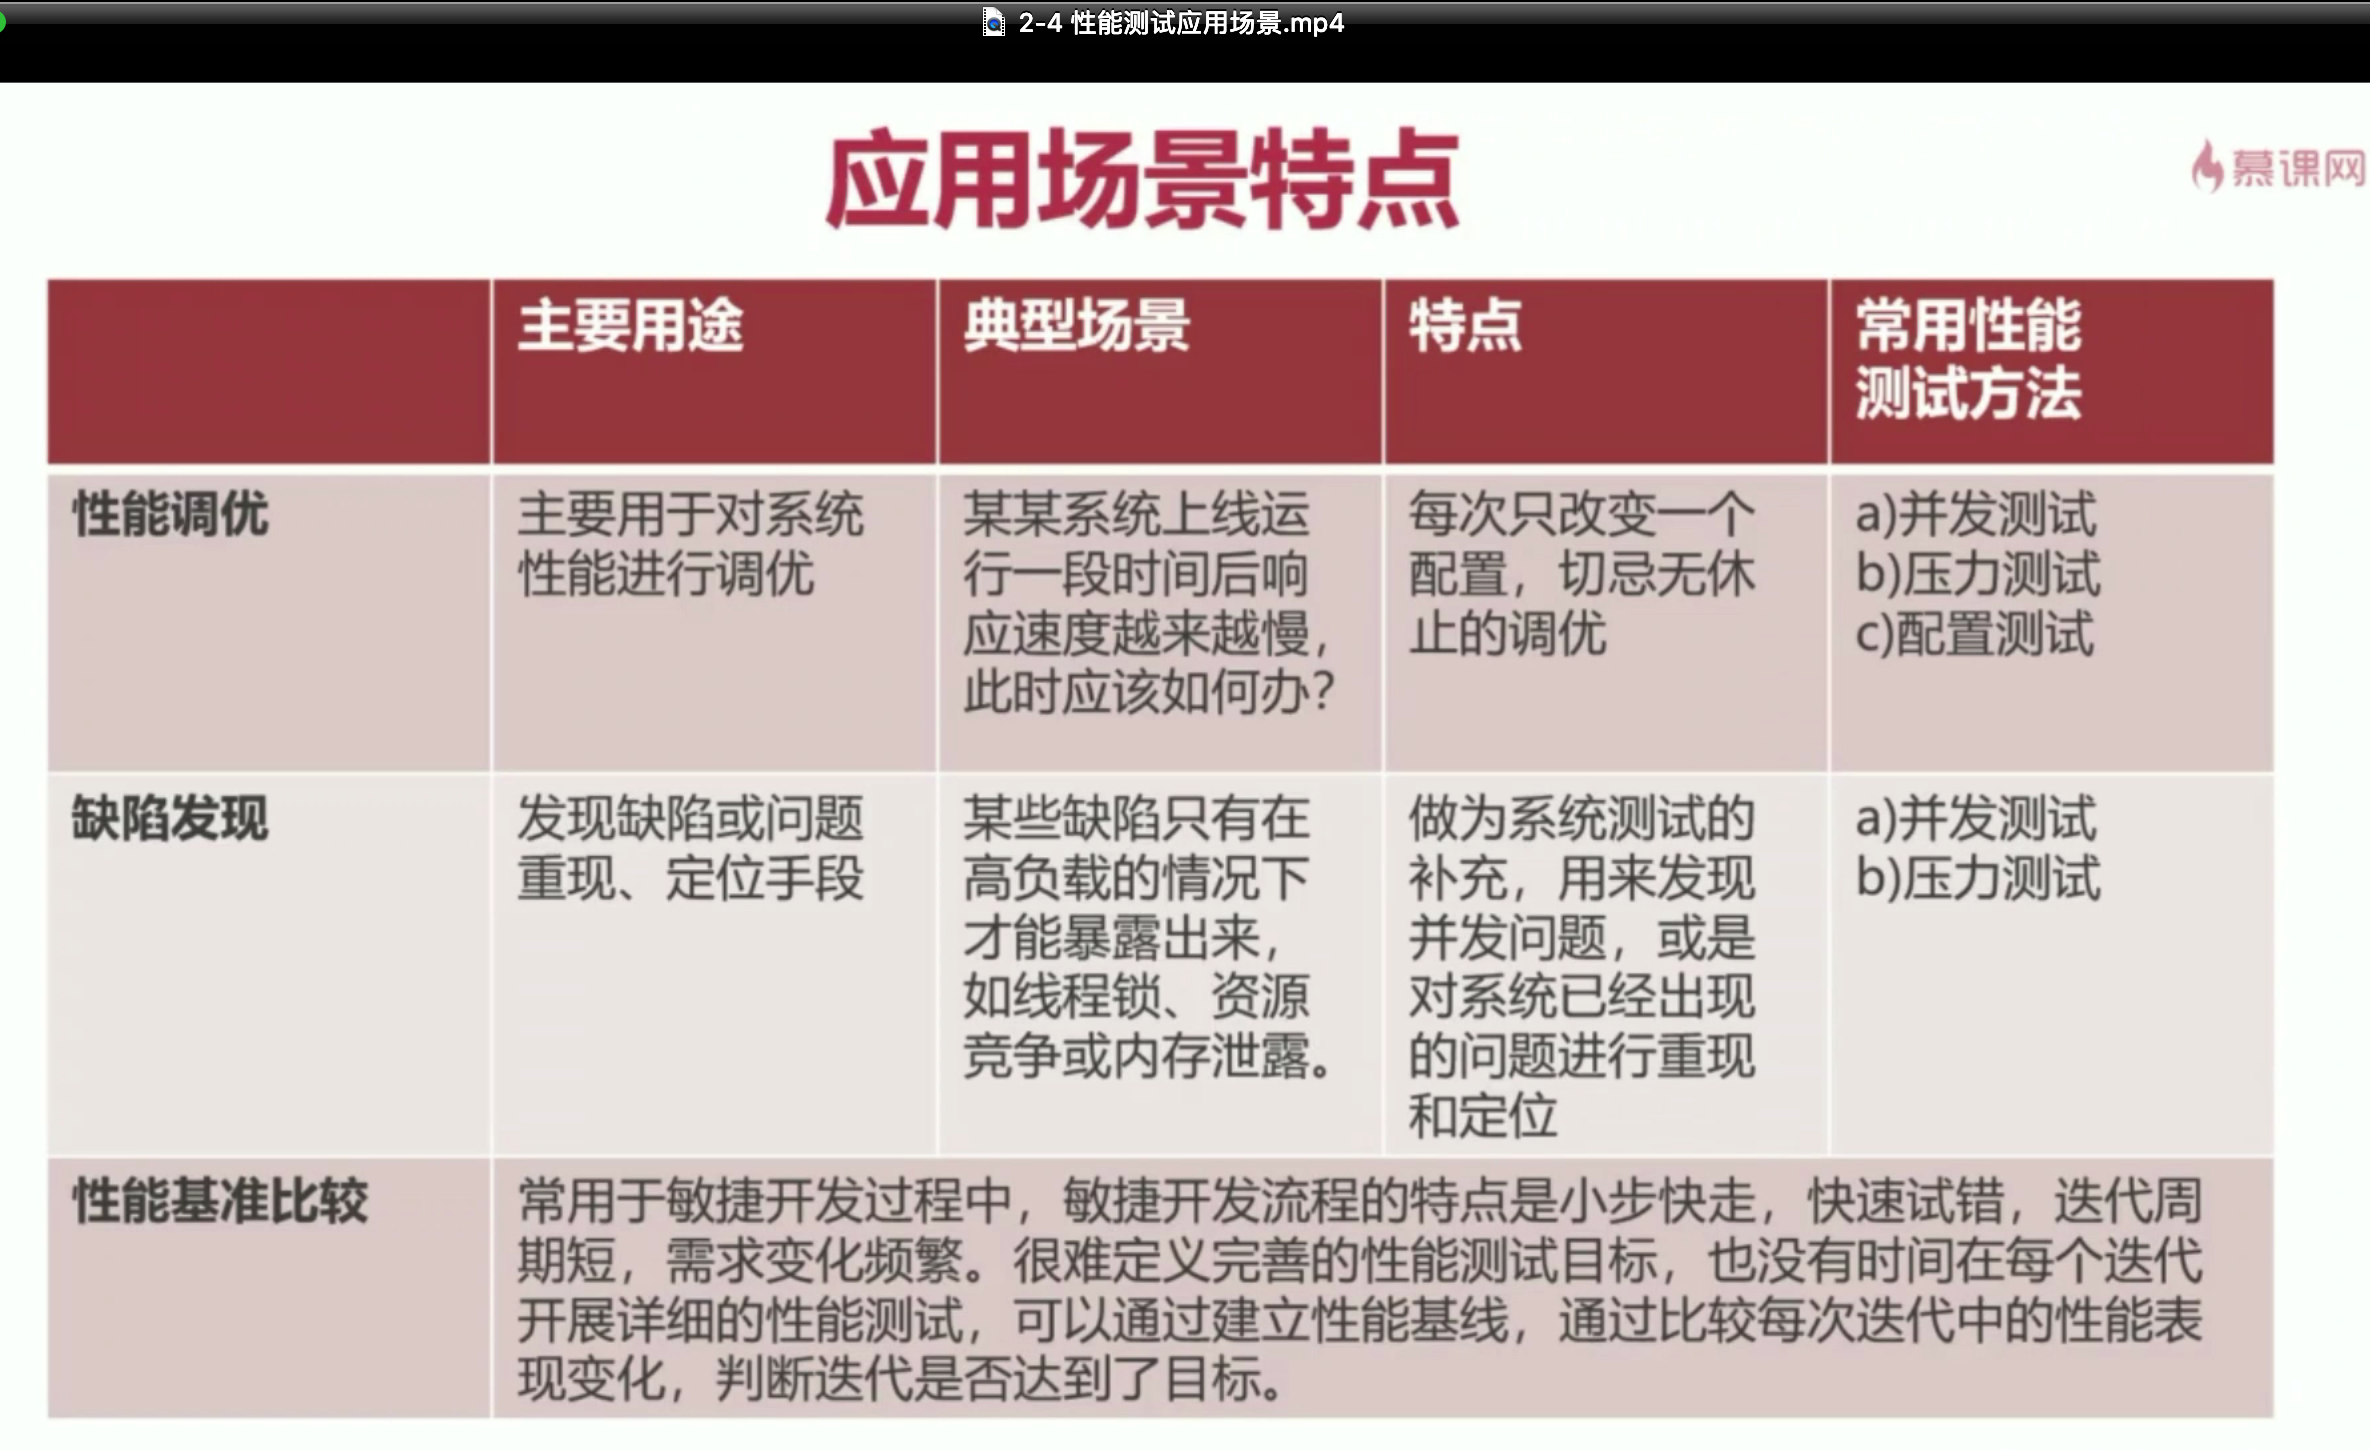 2-4 性能测试应用场景.mp4
应用场景特点
慕课网
主要用途
典型场景
特点
常用性能
测试方法
性能调优
主要用于对系统
性能进行调优
某某系统上线运
行一段时间后响
应速度越来越慢，
此时应该如何办？
每次只改变一个
配置，切忌无休
止的调优
a)并发测试
b)压力测试
c)配置测试
缺陷发现
发现缺陷或问题
重现、定位手段
某些缺陷只有在
高负载的情况下
才能暴露出来，
如线程锁、资源
竞争或内存泄露。
做为系统测试的
补充，用来发现
并发问题，或是
对系统已经出现
的问题进行重现
和定位
a)并发测试
b)压力测试
性能基准比较
常用于敏捷开发过程中，敏捷开发流程的特点是小步快走，快速试错，迭代周
期短，需求变化频繁。很难定义完善的性能测试目标，也没有时间在每个迭代
开展详细的性能测试，可以通过建立性能基线，通过比较每次迭代中的性能表
现变化，判断迭代是否达到了目标。